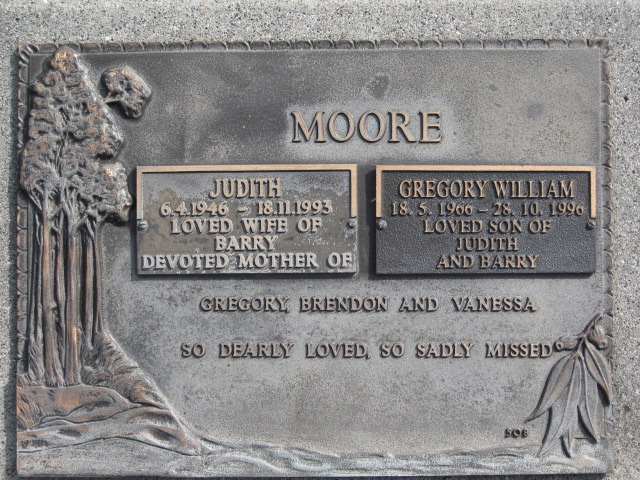 MOORE
JUDITH
6.4.1946 – 18.11.1993
LOVED WIFE OF
BARRY
DEVOTED MOTHER OF
GREGORY WILLIAM
18. 5. 1966 – 28. 10. 1996
LOVED SON OF
JUDITH
AND BARRY
GREGORY, BRENDON AND VANESSA
SO DEARLY LOVED, SO SADLY MISSED